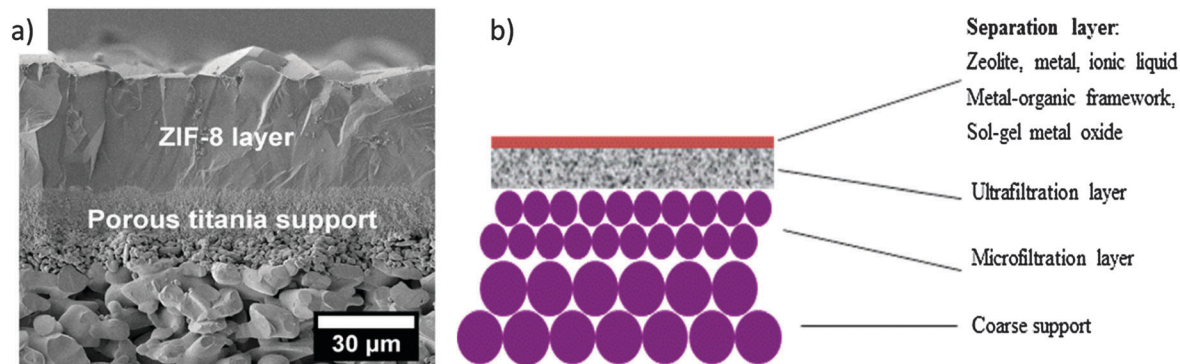 a)
ZIF-8 layer
Porous titania support
30 µm
b)
Separation layer:
Zeolite, metal, ionic liquid
Metal-organic framework,
Sol-gel metal oxide
Ultrafiltration layer
Microfiltration layer
Coarse support